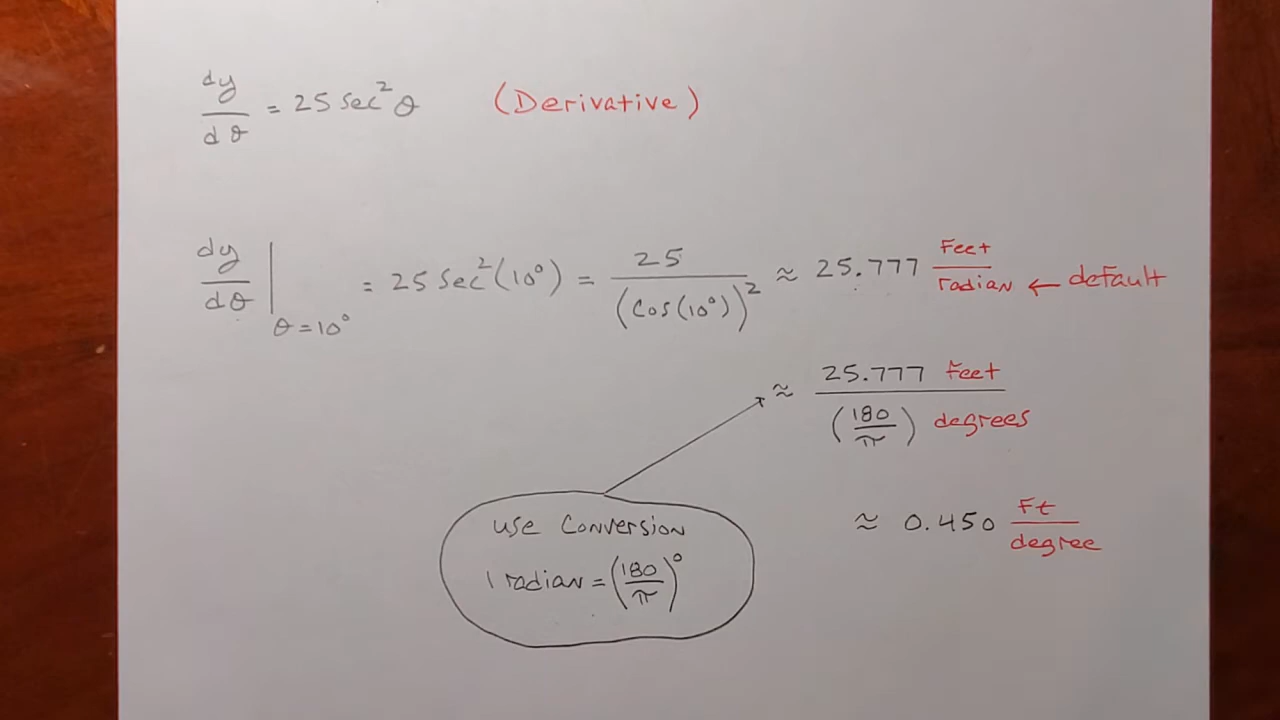 dy/dθ = 25 sec² θ (Derivative)
dy/dθ |θ=10° = 25 sec²(10°) = 25/(cos(10°))² ≈ 25.777 Feet/radian ← default
≈ 25.777 Feet/(180/π) degrees
≈ 0.450 Ft/degree
use Conversion
1 radian = (180/π)°